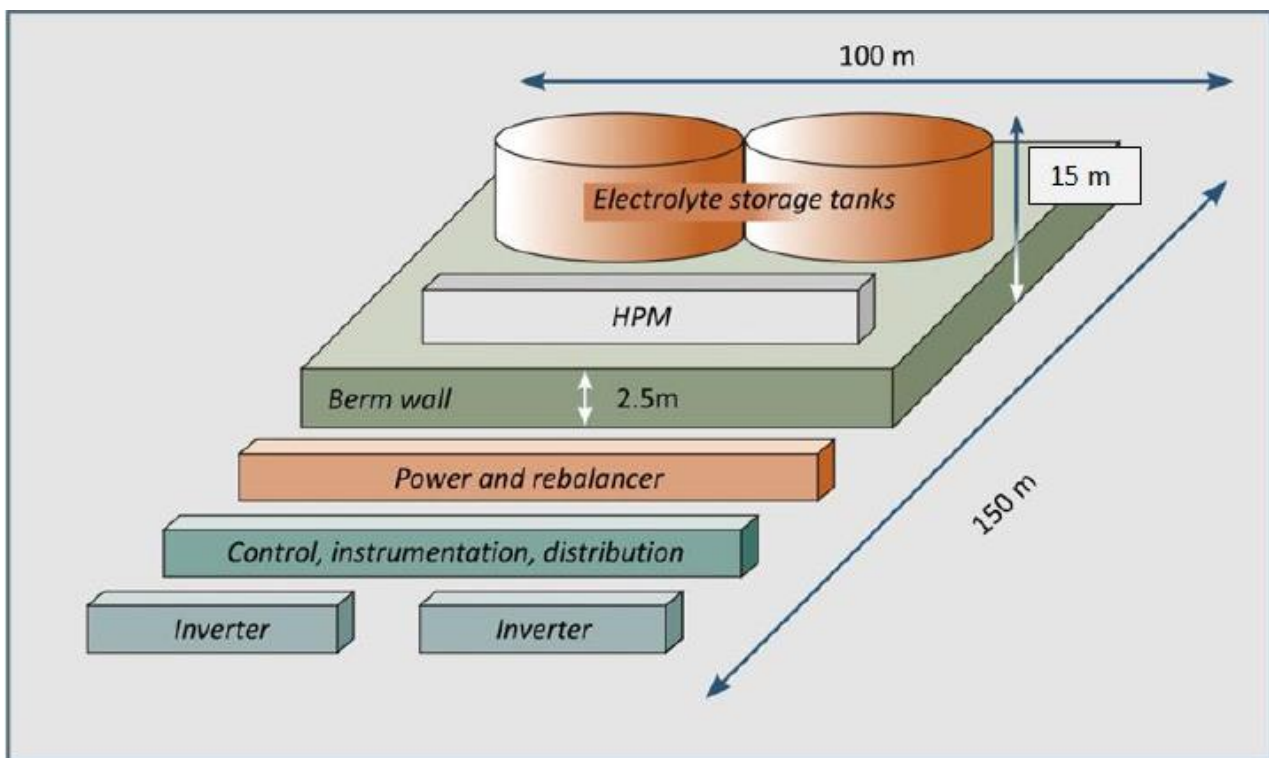 100 m
15 m
Electrolyte storage tanks
HPM
Berm wall
2.5m
Power and rebalancer
150 m
Control, instrumentation, distribution
Inverter
Inverter